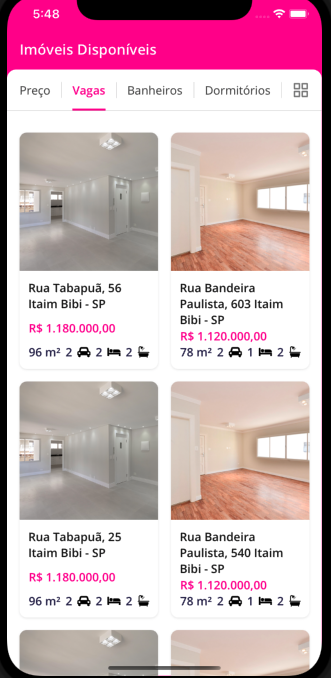 5:48
Imóveis Disponíveis
Preço
Vagas
Banheiros
Dormitórios
Rua Tabapuã, 56
Itaim Bibi - SP
R$ 1.180.000,00
96 m² 2 2 2
Rua Bandeira
Paulista, 603 Itaim
Bibi - SP
R$ 1.120.000,00
78 m² 2 1 2
Rua Tabapuã, 25
Itaim Bibi - SP
R$ 1.180.000,00
96 m² 2 2 2
Rua Bandeira
Paulista, 540 Itaim
Bibi - SP
R$ 1.120.000,00
78 m² 2 1 2